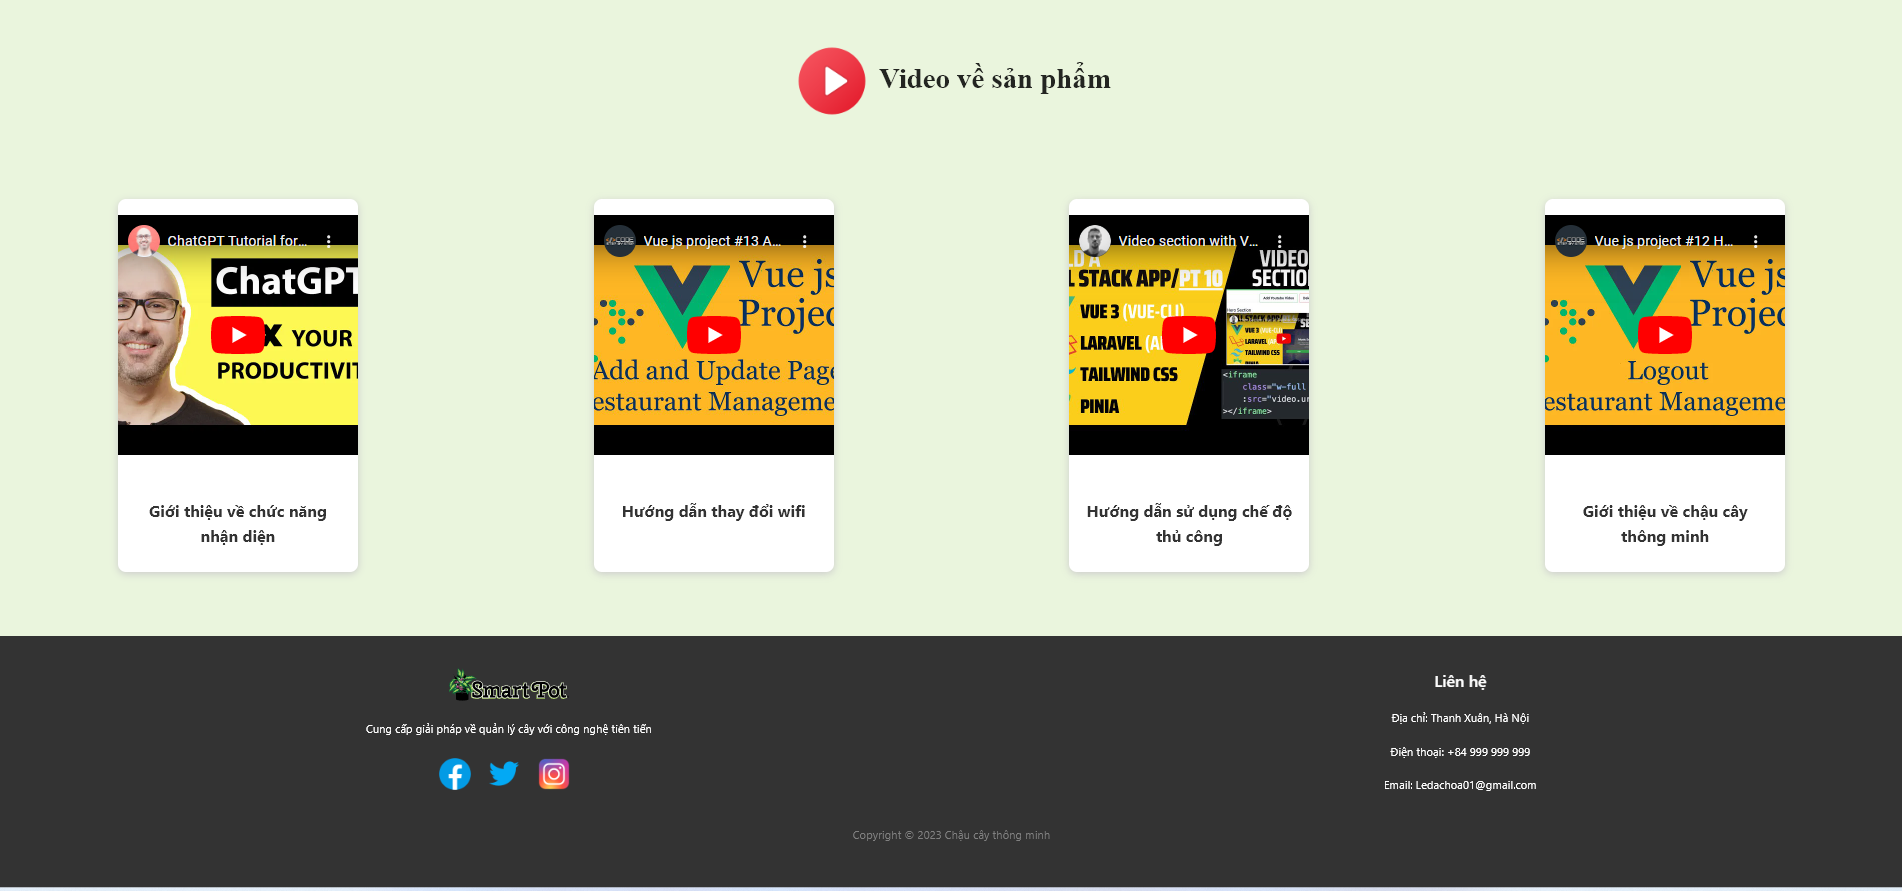 Video về sản phẩm
ChatGPT Tutorial for...
ChatGPT
YOUR
PRODUCTIVIT
Giới thiệu về chức năng
nhận diện
Vue js project #13 A...
Vue js
Projec
Add and Update Page
estaurant Manageme
Hướng dẫn thay đổi wifi
Video section with V...
LD A
L STACK APP/PT 10
VUE 3 (VUE-CLI)
LARAVEL (A
TAILWIND CSS
PINIA
VIDEO
SECTION
Hero Section
<iframe
class="w-full
:src="video.ur
></iframe>
Hướng dẫn sử dụng chế độ
thủ công
Vue js project #12 H...
Vue js
Projec
Logout
estaurant Manageme
Giới thiệu về chậu cây
thông minh
Smart Pot
Cung cấp giải pháp về quản lý cây với công nghệ tiên tiến
Liên hệ
Địa chỉ: Thanh Xuân, Hà Nội
Điện thoại: +84 999 999 999
Email: Ledachoa01@gmail.com
Copyright © 2023 Chậu cây thông minh